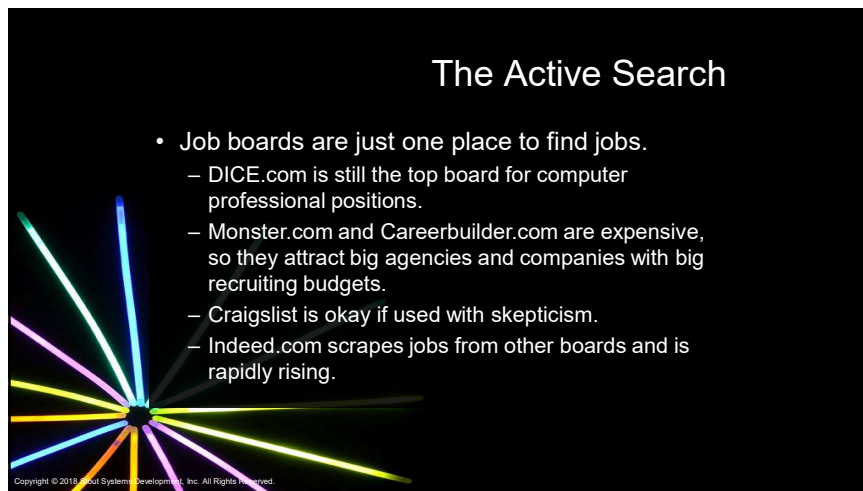 The Active Search
• Job boards are just one place to find jobs.
– DICE.com is still the top board for computer
professional positions.
– Monster.com and Careerbuilder.com are expensive,
so they attract big agencies and companies with big
recruiting budgets.
– Craigslist is okay if used with skepticism.
– Indeed.com scrapes jobs from other boards and is
rapidly rising.
Copyright © 2018 Stout Systems Development, Inc. All Rights Reserved.